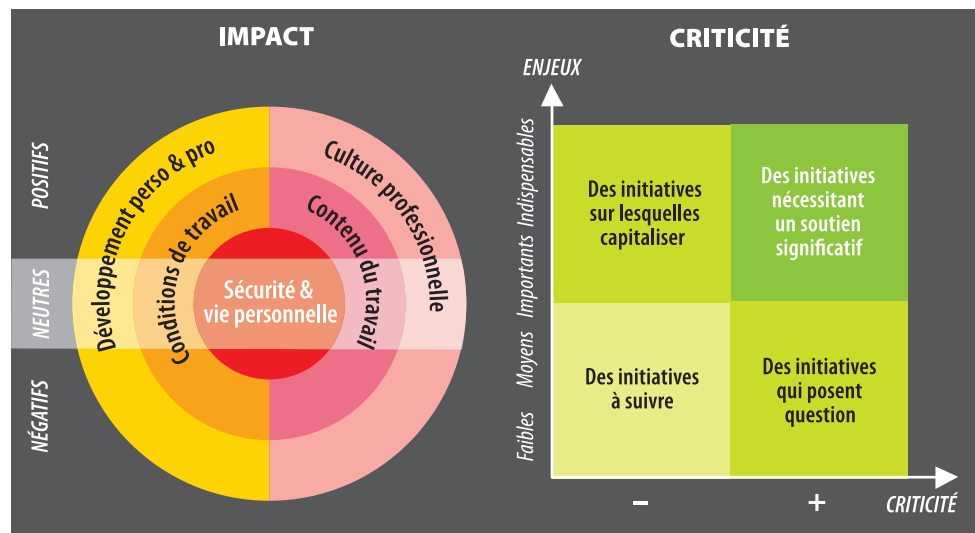 IMPACT
POSITIFS
NEUTRES
NÉGATIFS
Développement perso & pro
Conditions de travail
Sécurité &
vie personnelle
Contenu du travail
Culture professionnelle
CRITICITÉ
ENJEUX
Indispensables
Importants
Moyens
Faibles
Des initiatives
sur lesquelles
capitaliser
Des initiatives
nécessitant
un soutien
significatif
Des initiatives
à suivre
Des initiatives
qui posent
question
–
+
CRITICITÉ